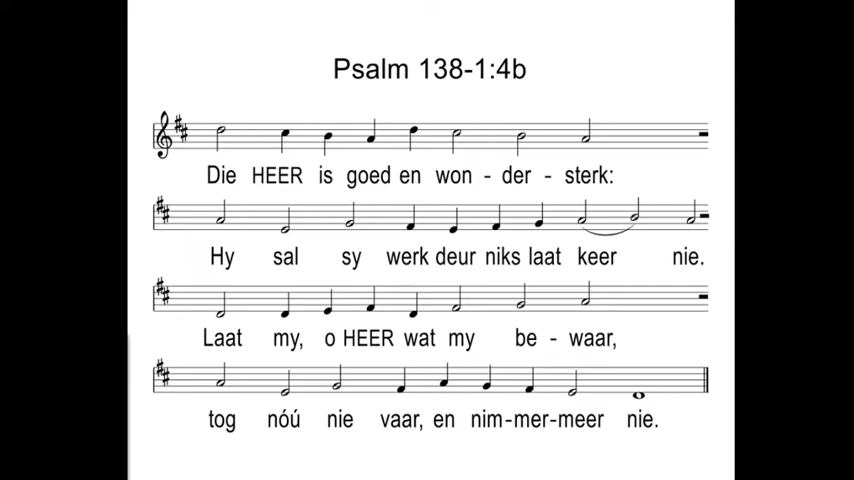 Psalm 138-1:4b
Die HEER is goed en won - der - sterk:
Hy sal sy werk deur niks laat keer nie.
Laat my, o HEER wat my be - waar,
tog nóú nie vaar, en nim-mer-meer nie.